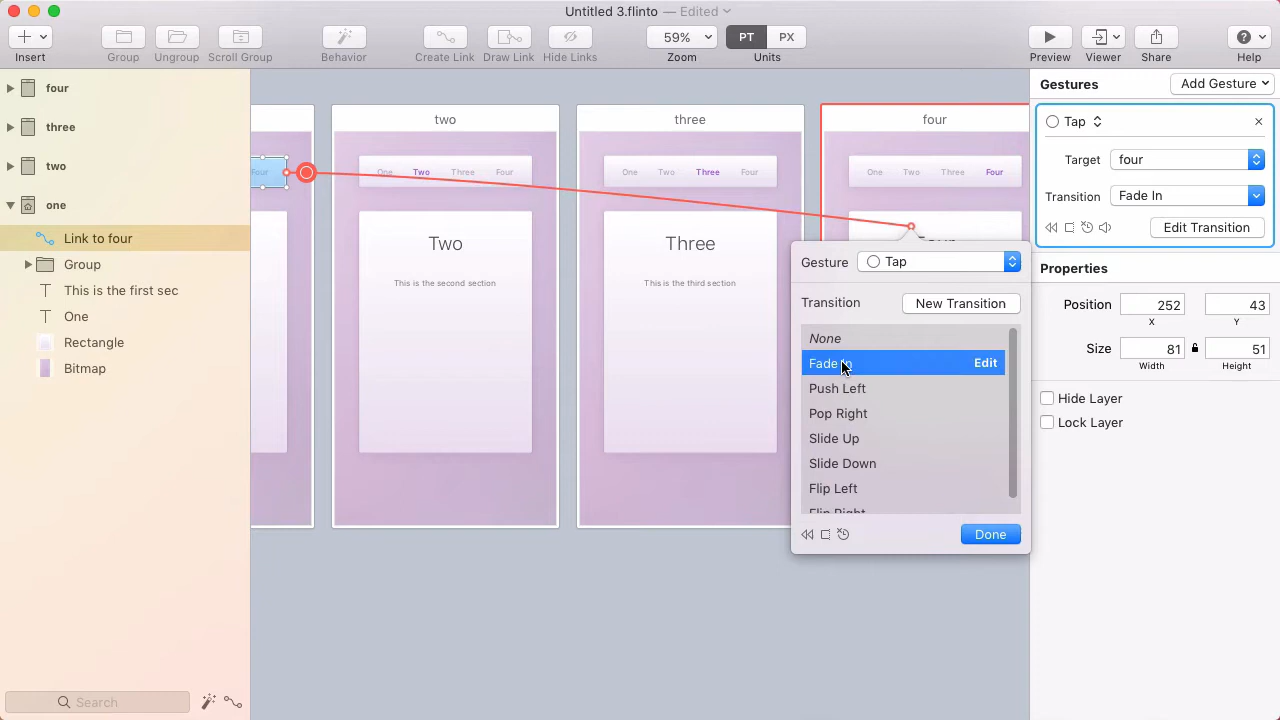 Untitled 3.flinto — Edited
Insert
Group
Ungroup
Scroll Group
Behavior
Create Link
Draw Link
Hide Links
59%
Zoom
PT
PX
Units
Preview
Viewer
Share
Help
four
three
two
one
Link to four
Group
This is the first sec
One
Rectangle
Bitmap
Search
Four
two
One Two Three Four
Two
This is the second section
three
One Two Three Four
Three
This is the third section
four
One Two Three Four
Gesture
Tap
Transition
New Transition
None
Fade In
Edit
Push Left
Pop Right
Slide Up
Slide Down
Flip Left
Flip Right
Done
Gestures
Add Gesture
Tap
Target
four
Transition
Fade In
Edit Transition
Properties
Position
252
43
X
Y
Size
81
51
Width
Height
Hide Layer
Lock Layer